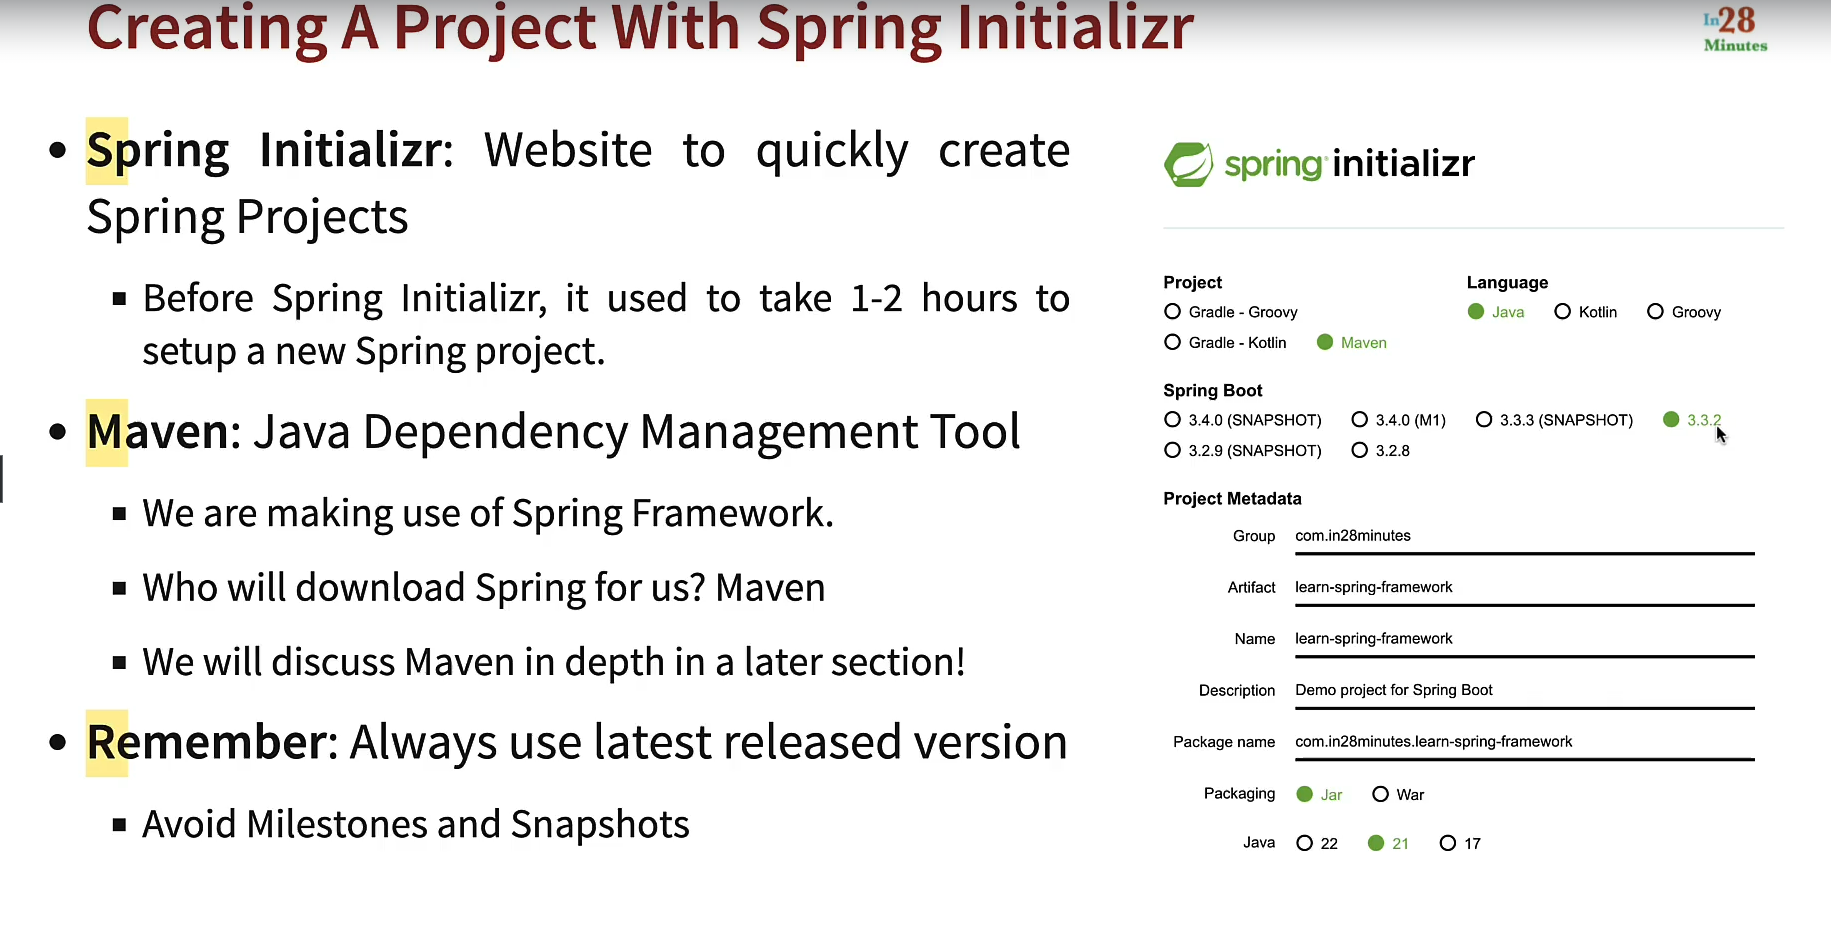 Creating A Project With Spring Initializr
In28
Minutes
Spring Initializr: Website to quickly create
Spring Projects
Before Spring Initializr, it used to take 1-2 hours to
setup a new Spring project.
Maven: Java Dependency Management Tool
We are making use of Spring Framework.
Who will download Spring for us? Maven
We will discuss Maven in depth in a later section!
Remember: Always use latest released version
Avoid Milestones and Snapshots
spring initializr
Project
Gradle - Groovy
Gradle - Kotlin Maven
Language
Java Kotlin Groovy
Spring Boot
3.4.0 (SNAPSHOT) 3.4.0 (M1) 3.3.3 (SNAPSHOT) 3.3.2
3.2.9 (SNAPSHOT) 3.2.8
Project Metadata
Group com.in28minutes
Artifact learn-spring-framework
Name learn-spring-framework
Description Demo project for Spring Boot
Package name com.in28minutes.learn-spring-framework
Packaging Jar War
Java 22 21 17